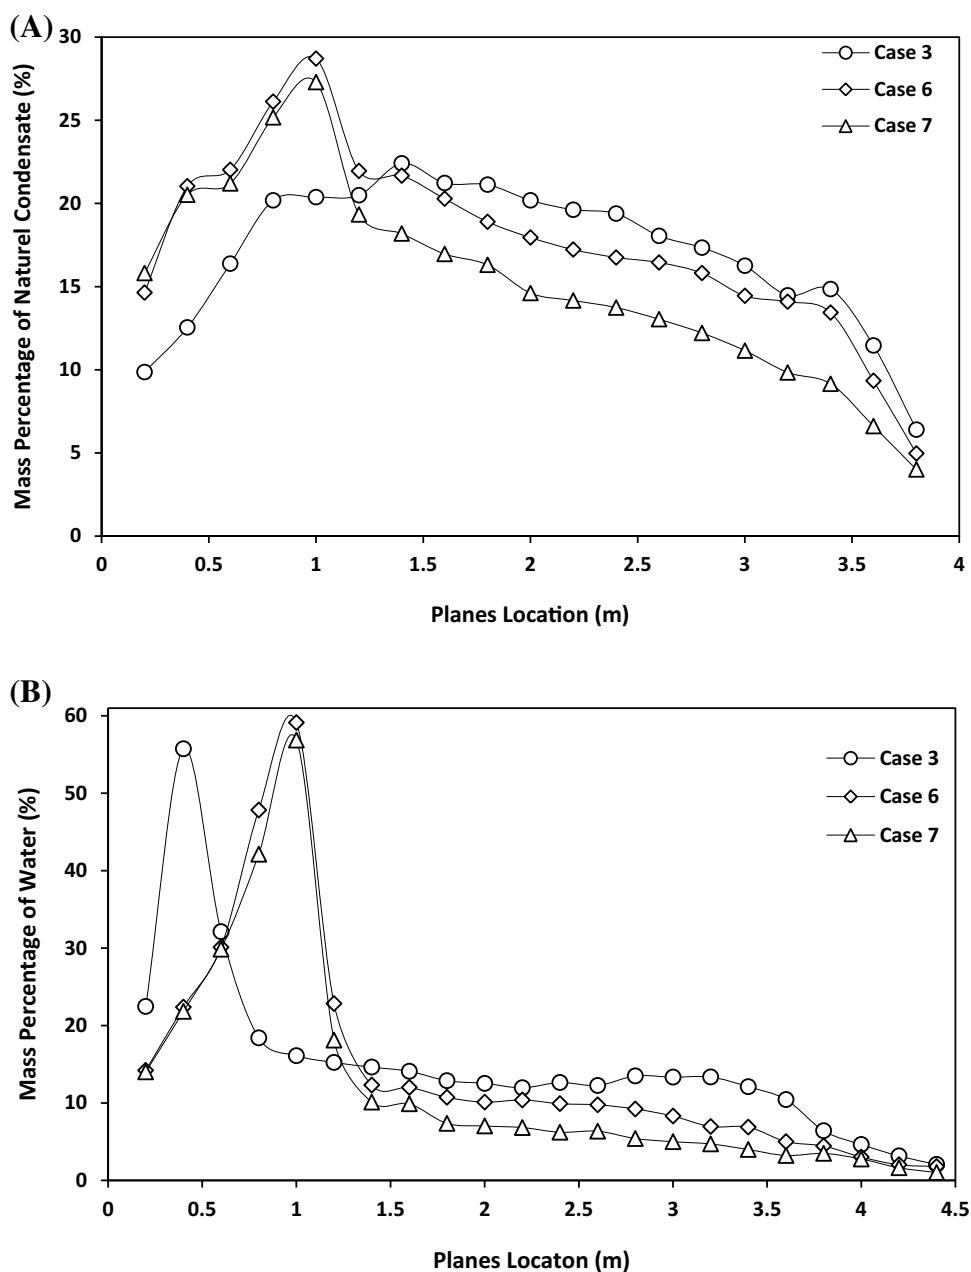 (A)
30
25
20
15
10
5
0
Mass Percentage of Naturel Condensate (%)
Case 3
Case 6
Case 7
0 0.5 1 1.5 2 2.5 3 3.5 4
Planes Location (m)
(B)
60
50
40
30
20
10
0
Mass Percentage of Water (%)
Case 3
Case 6
Case 7
0 0.5 1 1.5 2 2.5 3 3.5 4 4.5
Planes Locaton (m)